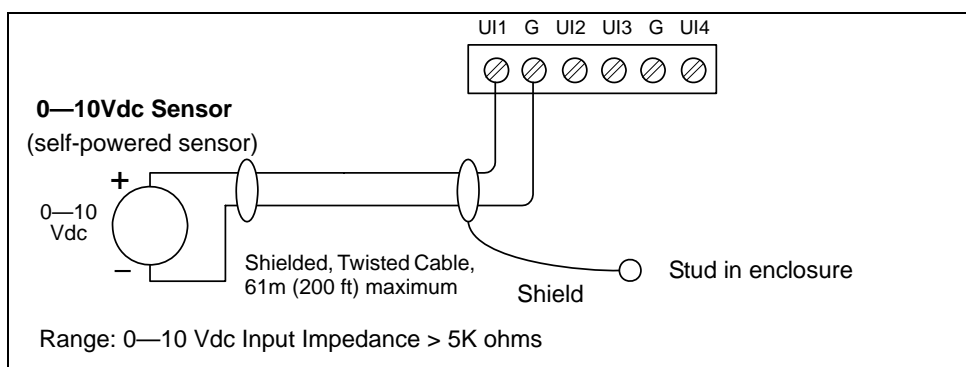 UI1 G UI2 UI3 G UI4
0—10Vdc Sensor
(self-powered sensor)
+
0—10
Vdc
–
Shielded, Twisted Cable,
61m (200 ft) maximum
Shield
Stud in enclosure
Range: 0—10 Vdc Input Impedance > 5K ohms